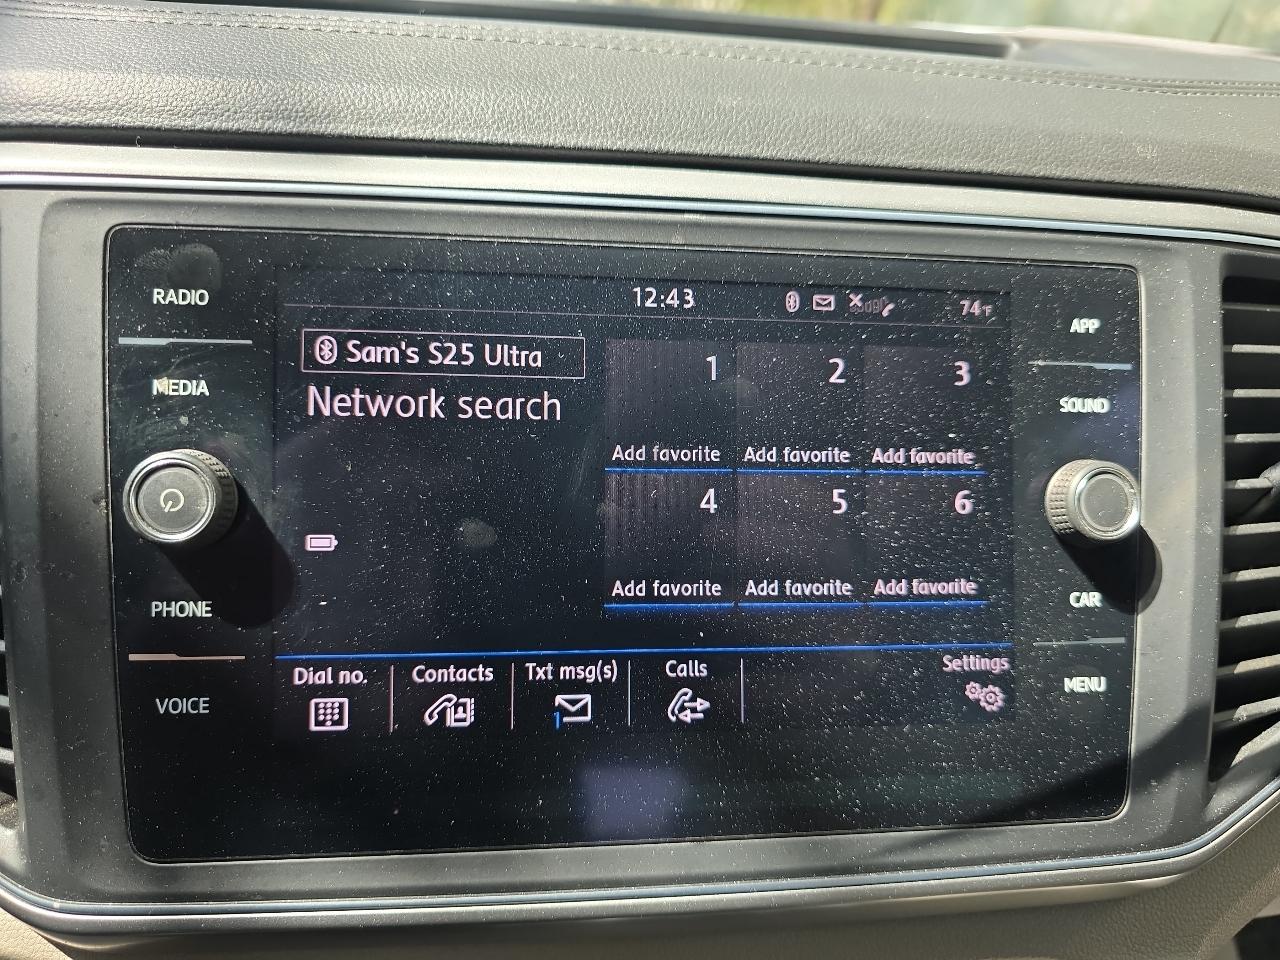 12:43
74°F
RADIO
MEDIA
PHONE
VOICE
Sam's S25 Ultra
Network search
1
2
3
Add favorite
Add favorite
Add favorite
4
5
6
Add favorite
Add favorite
Add favorite
Dial no.
Contacts
Txt msg(s)
1
Calls
Settings
APP
SOUND
CAR
MENU